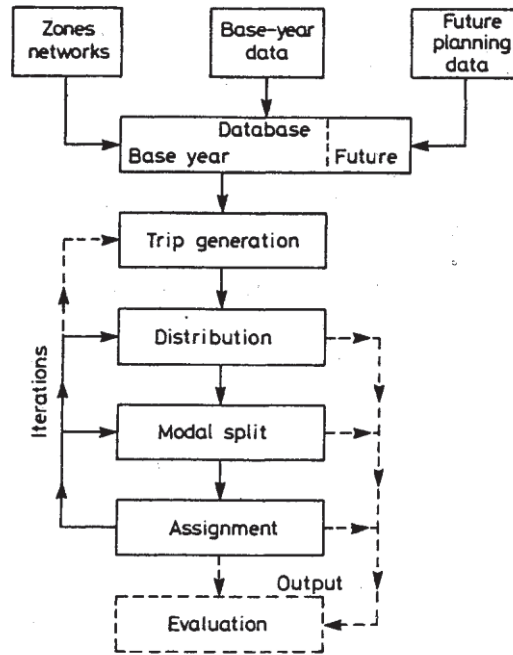 Zones
networks
Base-year
data
Future
planning
data
Database
Base year
Future
Trip generation
Distribution
Iterations
Modal split
Assignment
Output
Evaluation